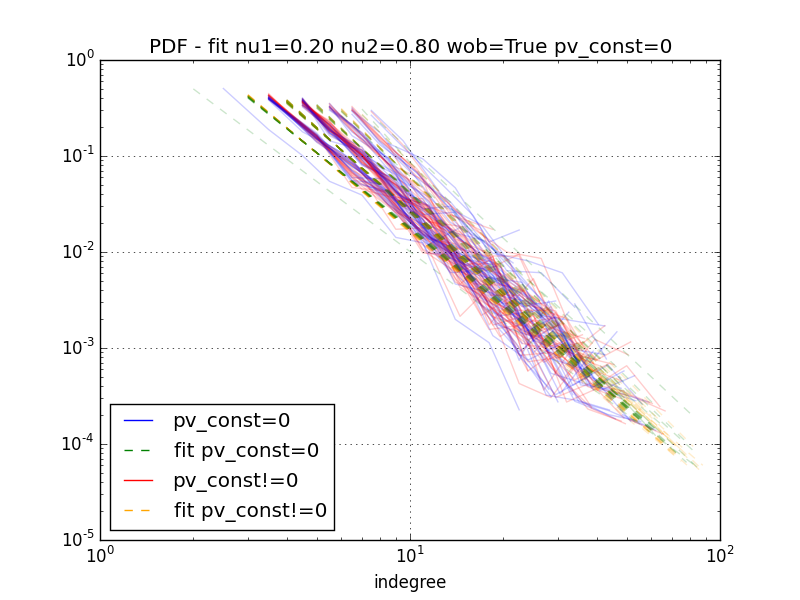 PDF - fit nu1=0.20 nu2=0.80 wob=True pv_const=0
10^0
10^-1
10^-2
10^-3
10^-4
10^-5
pv_const=0
fit pv_const=0
pv_const!=0
fit pv_const!=0
10^0 10^1 10^2
indegree